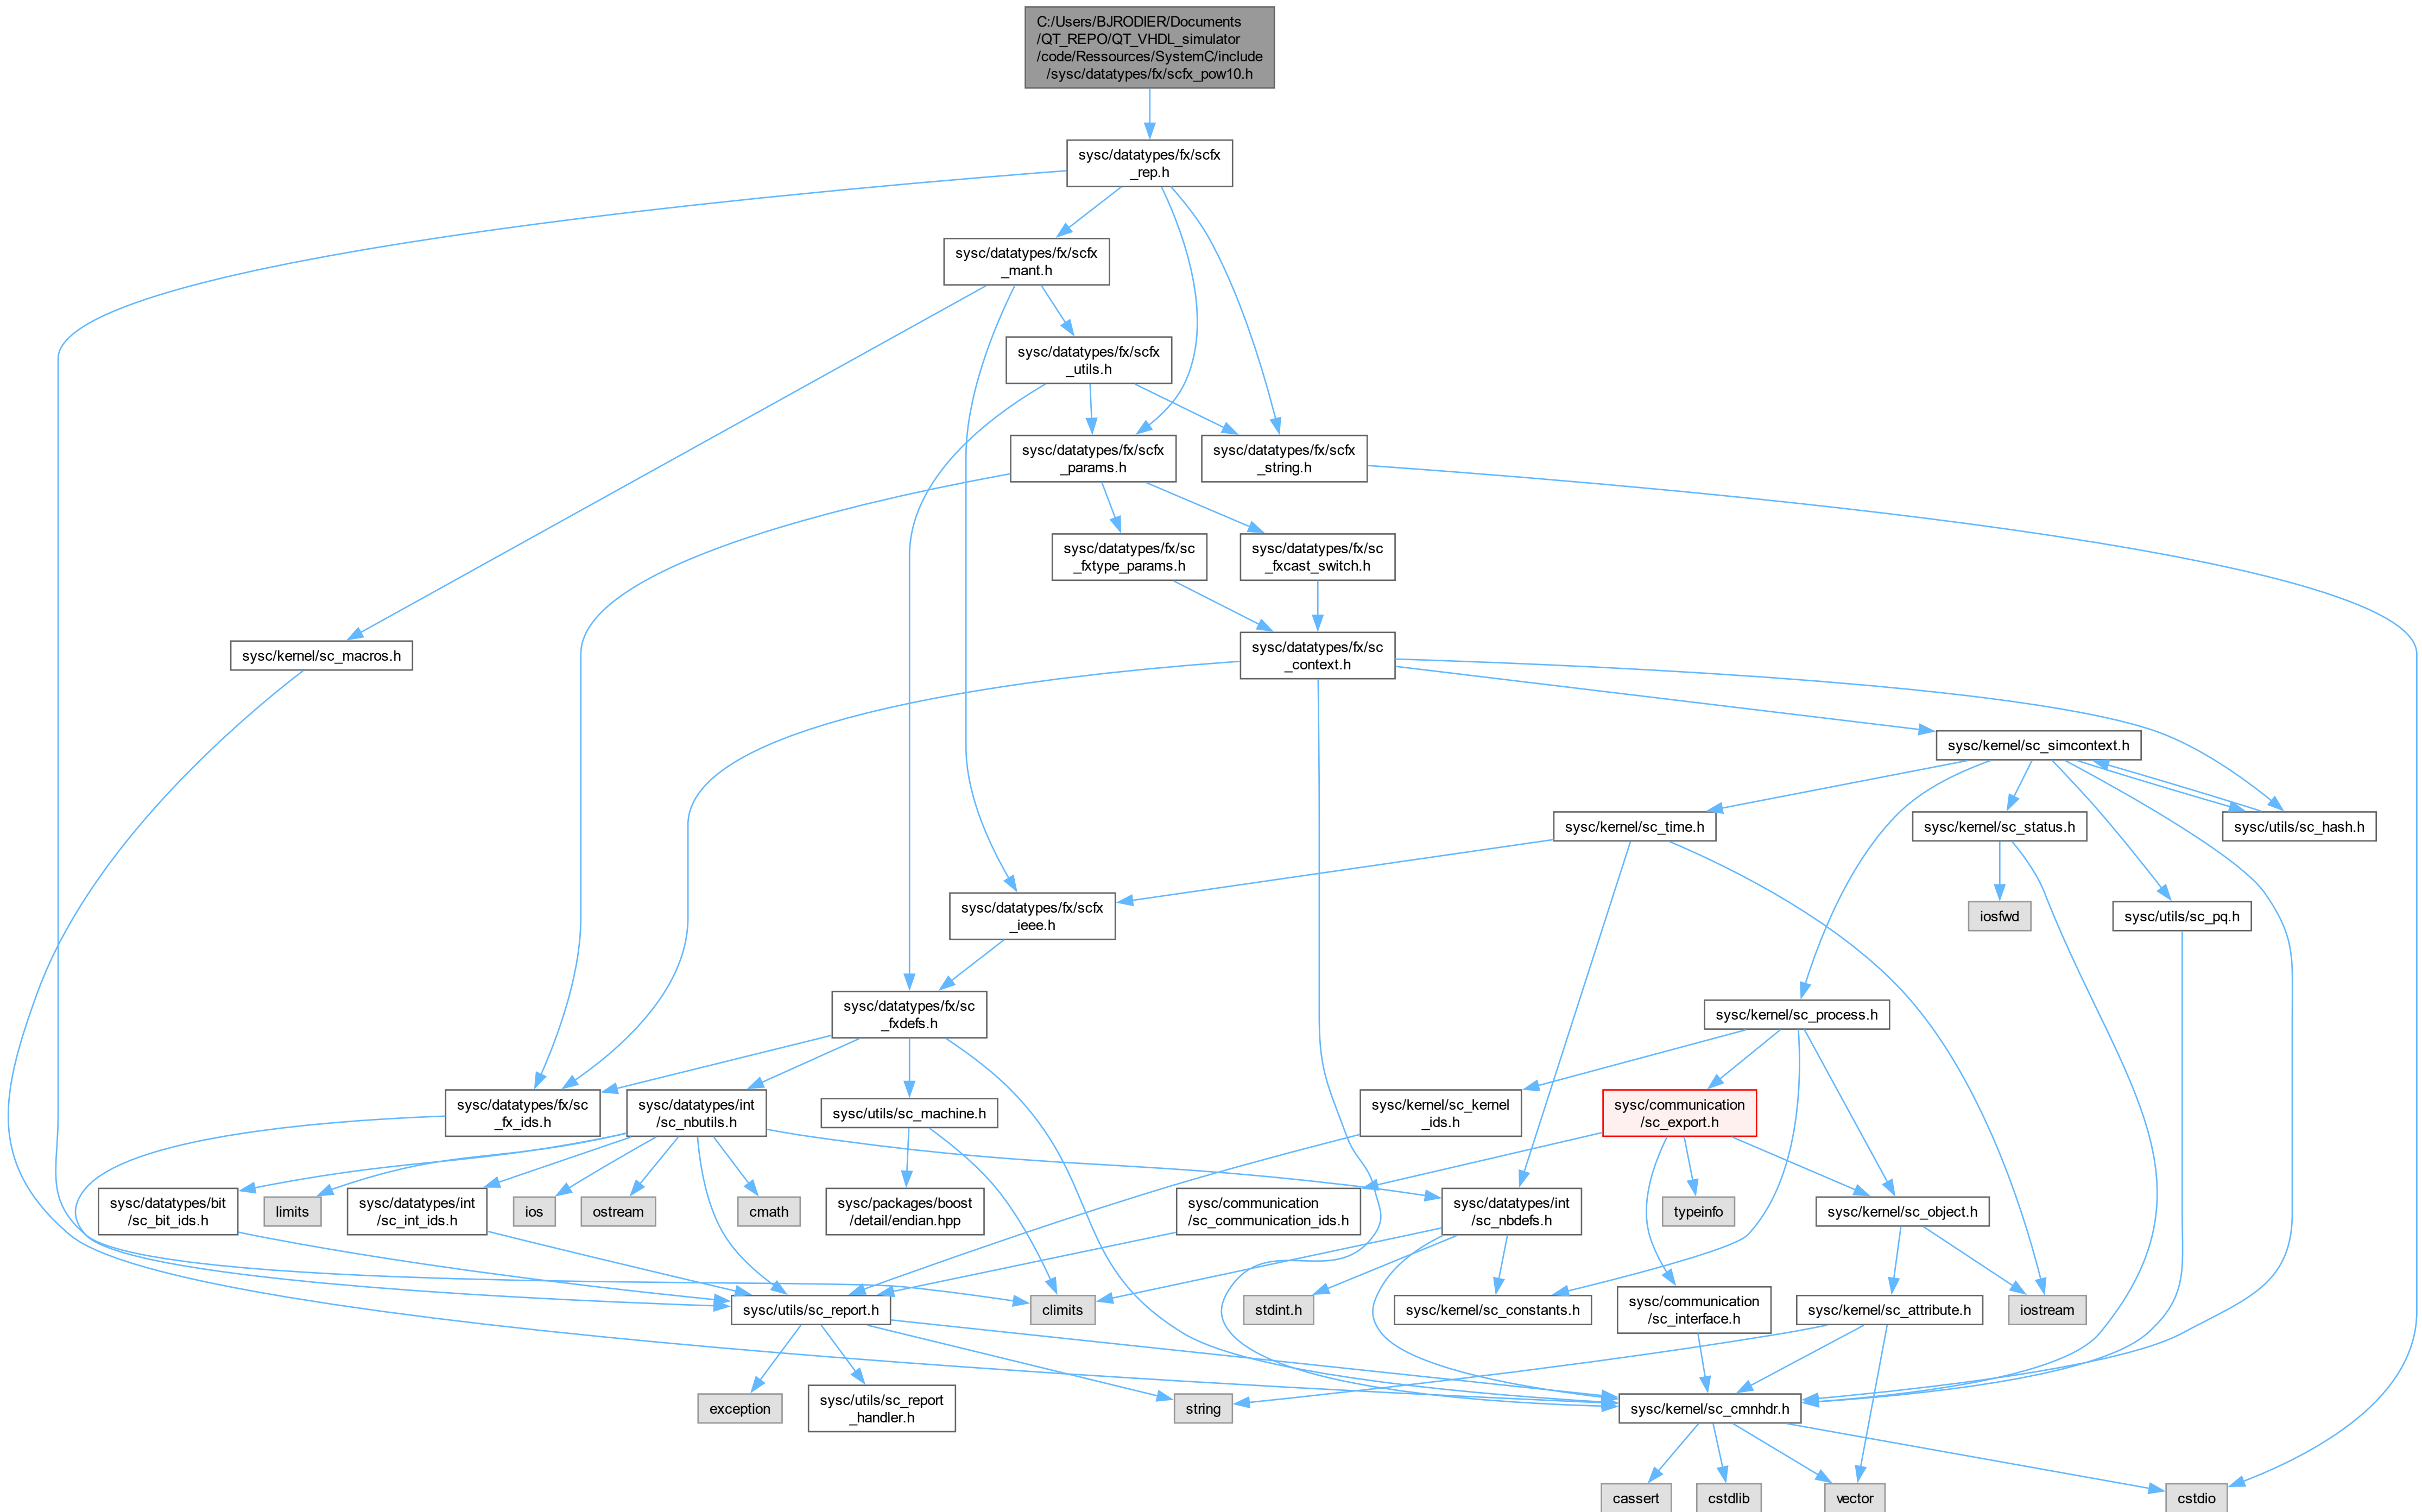 C:/Users/BJRODIER/Documents
/QT_REPO/QT_VHDL_simulator
/code/Ressources/SystemC/include
/sysc/datatypes/fx/scfx_pow10.h
sysc/datatypes/fx/scfx
_rep.h
sysc/datatypes/fx/scfx
_mant.h
sysc/datatypes/fx/scfx
_utils.h
sysc/datatypes/fx/scfx
_params.h
sysc/datatypes/fx/scfx
_string.h
sysc/datatypes/fx/sc
_fxtype_params.h
sysc/datatypes/fx/sc
_fxcast_switch.h
sysc/kernel/sc_macros.h
sysc/datatypes/fx/sc
_context.h
sysc/kernel/sc_simcontext.h
sysc/kernel/sc_time.h
sysc/kernel/sc_status.h
sysc/utils/sc_hash.h
sysc/datatypes/fx/scfx
_ieee.h
iosfwd
sysc/utils/sc_pq.h
sysc/datatypes/fx/sc
_fxdefs.h
sysc/kernel/sc_process.h
sysc/datatypes/fx/sc
_fx_ids.h
sysc/datatypes/int
/sc_nbutils.h
sysc/utils/sc_machine.h
sysc/kernel/sc_kernel
_ids.h
sysc/communication
/sc_export.h
sysc/datatypes/bit
/sc_bit_ids.h
limits
sysc/datatypes/int
/sc_int_ids.h
ios
ostream
cmath
sysc/packages/boost
/detail/endian.hpp
sysc/communication
/sc_communication_ids.h
sysc/datatypes/int
/sc_nbdefs.h
typeinfo
sysc/kernel/sc_object.h
sysc/utils/sc_report.h
climits
stdint.h
sysc/kernel/sc_constants.h
sysc/communication
/sc_interface.h
sysc/kernel/sc_attribute.h
iostream
exception
sysc/utils/sc_report
_handler.h
string
sysc/kernel/sc_cmnhdr.h
cassert
cstdlib
vector
cstdio